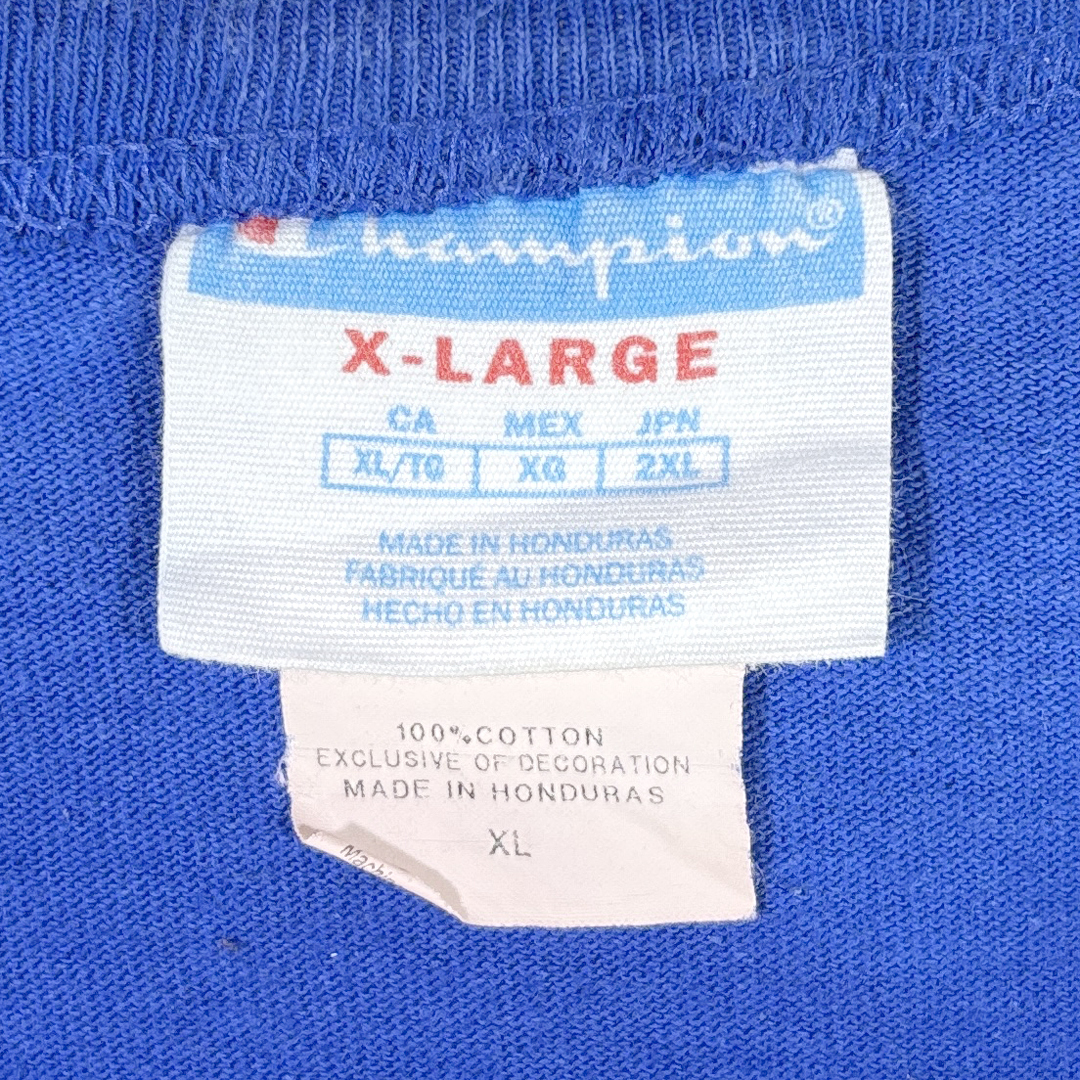 Champion®
X-LARGE
CA MEX JPN
XL/TG XG 2XL
MADE IN HONDURAS
FABRIQUÉ AU HONDURAS
HECHO EN HONDURAS
100% COTTON
EXCLUSIVE OF DECORATION
MADE IN HONDURAS
XL